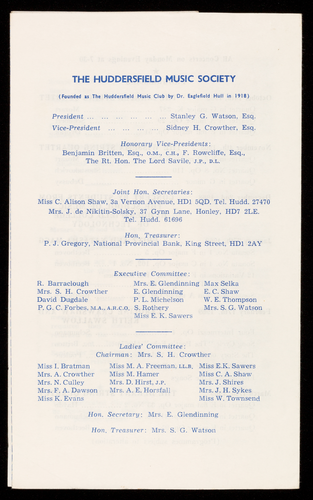 THE HUDDERSFIELD MUSIC SOCIETY
(Founded as The Huddersfield Music Club by Dr. Eaglefield Hull in 1918)
President ... ... ... ... ... ... Stanley G. Watson, Esq.
Vice-President ... ... ... ... Sidney H. Crowther, Esq.
Honorary Vice-Presidents:
Benjamin Britten, Esq., O.M., C.H., F. Rowcliffe, Esq.,
The Rt. Hon. The Lord Savile, J.P., D.L.
Joint Hon. Secretaries:
Miss C. Alison Shaw, 3a Vernon Avenue, HD1 5QD. Tel. Hudd. 27470
Mrs. J. de Nikitin-Solsky, 37 Gynn Lane, Honley, HD7 2LE.
Tel. Hudd. 61696
Hon. Treasurer:
P. J. Gregory, National Provincial Bank, King Street, HD1 2AY
Executive Committee:
R. Barraclough Mrs. E. Glendinning Max Selka
Mrs. S. H. Crowther E. Glendinning E. C. Shaw
David Dugdale P. L. Michelson W. E. Thompson
P. G. C. Forbes, M.A., A.R.C.O. S. Rothery Mrs. S. G. Watson
Miss E. K. Sawers
Ladies' Committee:
Chairman: Mrs. S. H. Crowther
Miss I. Bratman Miss M. A. Freeman, LL.B. Miss E.K. Sawers
Mrs. A. Crowther Miss M. Hamer Miss C. A. Shaw
Mrs. N. Culley Mrs. D. Hirst, J.P. Mrs. J. Shires
Mrs. F. A. Dawson Mrs. A. E. Horsfall Mrs. J. H. Sykes
Miss K. Evans Miss W. Townsend
Hon. Secretary: Mrs. E. Glendinning
Hon. Treasurer: Mrs. S. G. Watson